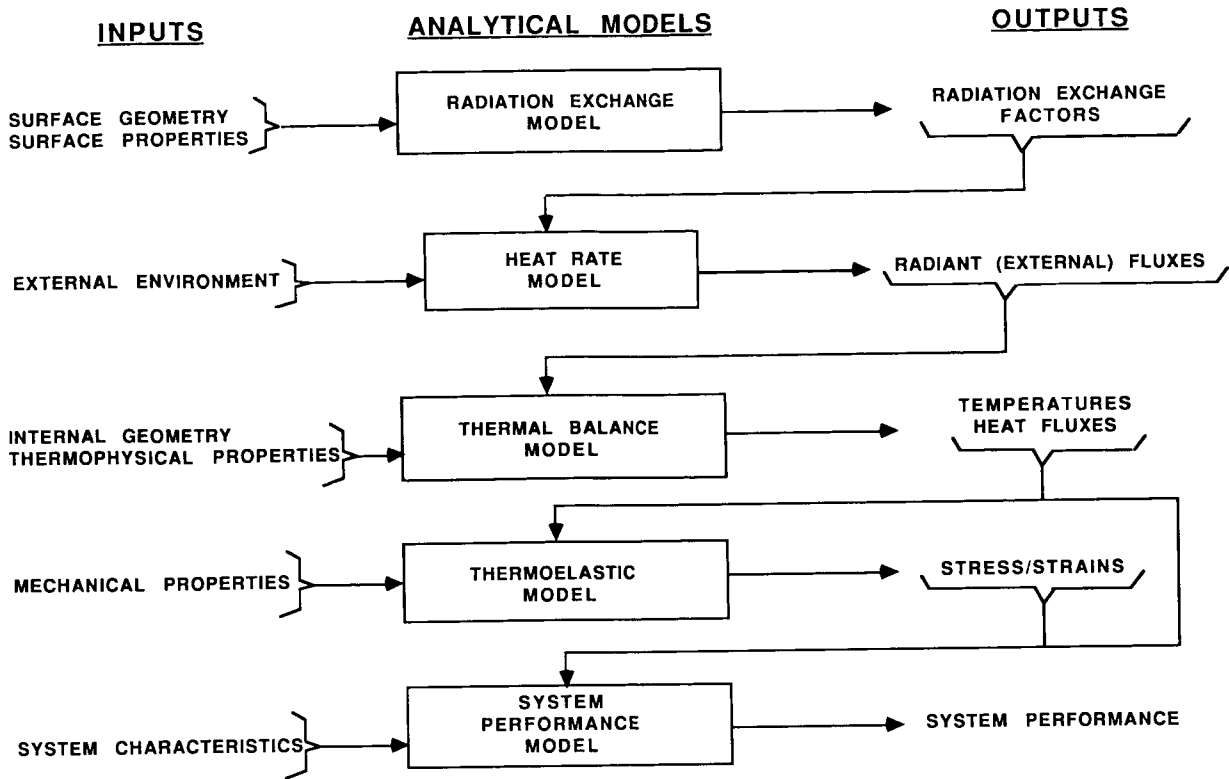 INPUTS
ANALYTICAL MODELS
OUTPUTS
SURFACE GEOMETRY
SURFACE PROPERTIES
RADIATION EXCHANGE
MODEL
RADIATION EXCHANGE
FACTORS
EXTERNAL ENVIRONMENT
HEAT RATE
MODEL
RADIANT (EXTERNAL) FLUXES
INTERNAL GEOMETRY
THERMOPHYSICAL PROPERTIES
THERMAL BALANCE
MODEL
TEMPERATURES
HEAT FLUXES
MECHANICAL PROPERTIES
THERMOELASTIC
MODEL
STRESS/STRAINS
SYSTEM CHARACTERISTICS
SYSTEM
PERFORMANCE
MODEL
SYSTEM PERFORMANCE